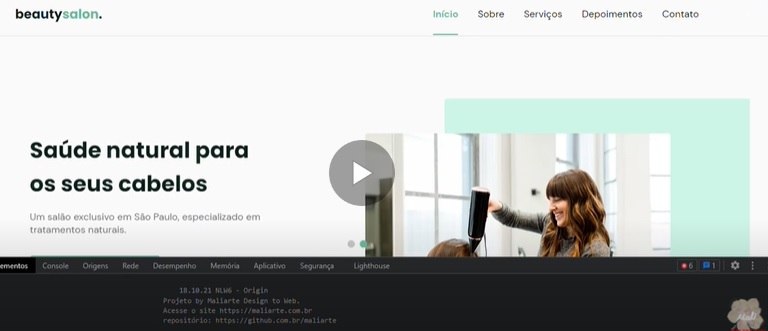 beautysalon.
Início Sobre Serviços Depoimentos Contato
Saúde natural para
os seus cabelos
Um salão exclusivo em São Paulo, especializado em
tratamentos naturais.
ementos Console Origens Rede Desempenho Memória Aplicativo Segurança Lighthouse 6 1
18.10.21 NLW6 - Origin
Projeto by Maliarte Design to Web.
Acesse o site https://maliarte.com.br
repositório: https://github.com.br/maliarte